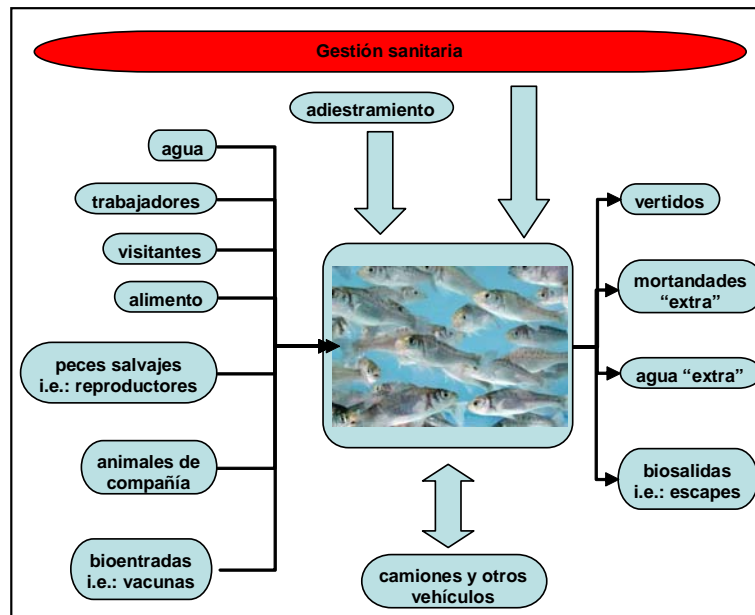 Gestión sanitaria
adiestramiento
agua
trabajadores
visitantes
alimento
peces salvajes
i.e.: reproductores
animales de
compañía
bioentradas
i.e.: vacunas
vertidos
mortandades
“extra”
agua “extra”
biosalidas
i.e.: escapes
camiones y otros
vehículos